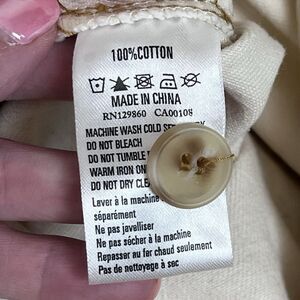 100%COTTON
MADE IN CHINA
RN129860 CA00108
MACHINE WASH COLD
DO NOT BLEACH
DO NOT TUMBLE
WARM IRON
DO NOT DRY
Laver à la
séparément
Ne pas javelliser
Ne pas sécher à la machine
Repasser au fer chaud seulement
Pas de nettoyage à sec